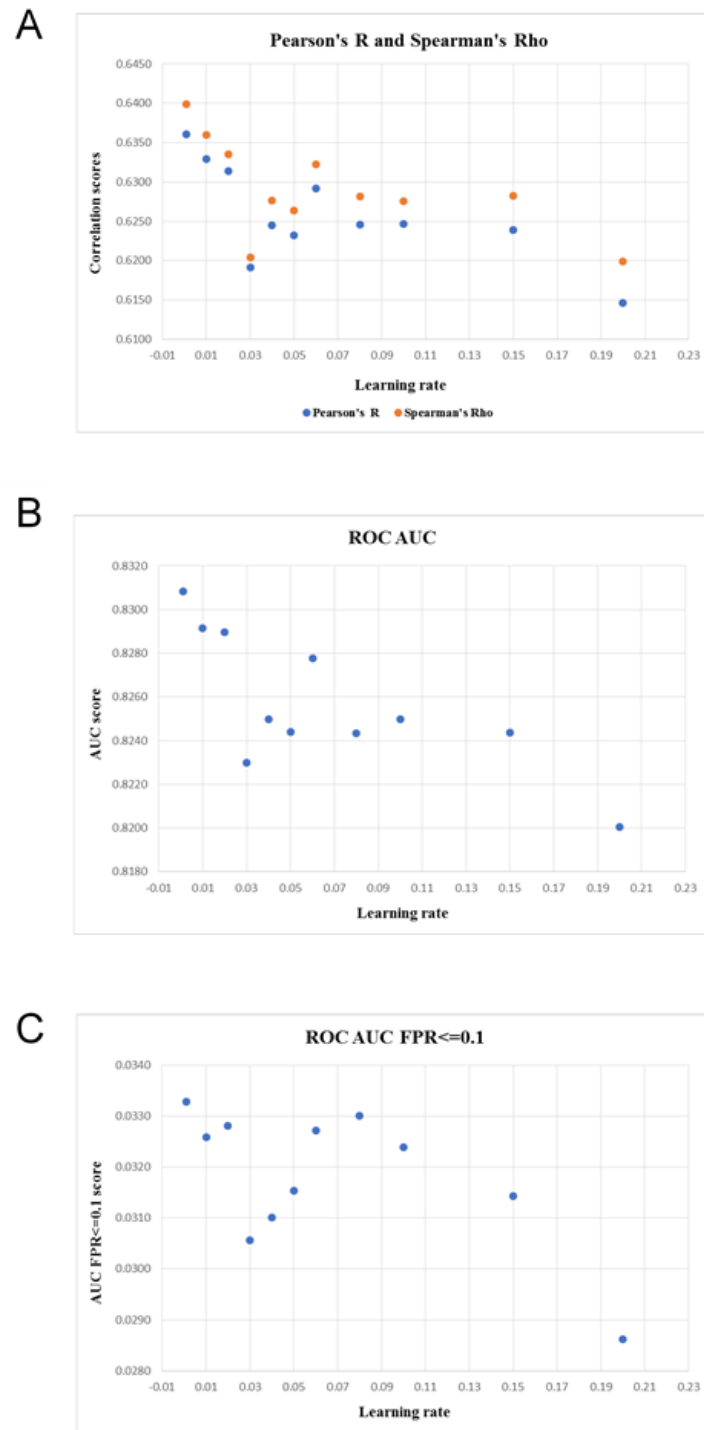 A
Pearson's R and Spearman's Rho
0.6450
0.6400
0.6350
0.6300
0.6250
0.6200
0.6150
0.6100
Correlation scores
-0.01 0.01 0.03 0.05 0.07 0.09 0.11 0.13 0.15 0.17 0.19 0.21 0.23
Learning rate
Pearson's R Spearman's Rho
B
ROC AUC
0.8320
0.8300
0.8280
0.8260
0.8240
0.8220
0.8200
0.8180
AUC score
-0.01 0.01 0.03 0.05 0.07 0.09 0.11 0.13 0.15 0.17 0.19 0.21 0.23
Learning rate
C
ROC AUC FPR<=0.1
0.0340
0.0330
0.0320
0.0310
0.0300
0.0290
0.0280
AUC FPR<=0.1 score
-0.01 0.01 0.03 0.05 0.07 0.09 0.11 0.13 0.15 0.17 0.19 0.21 0.23
Learning rate